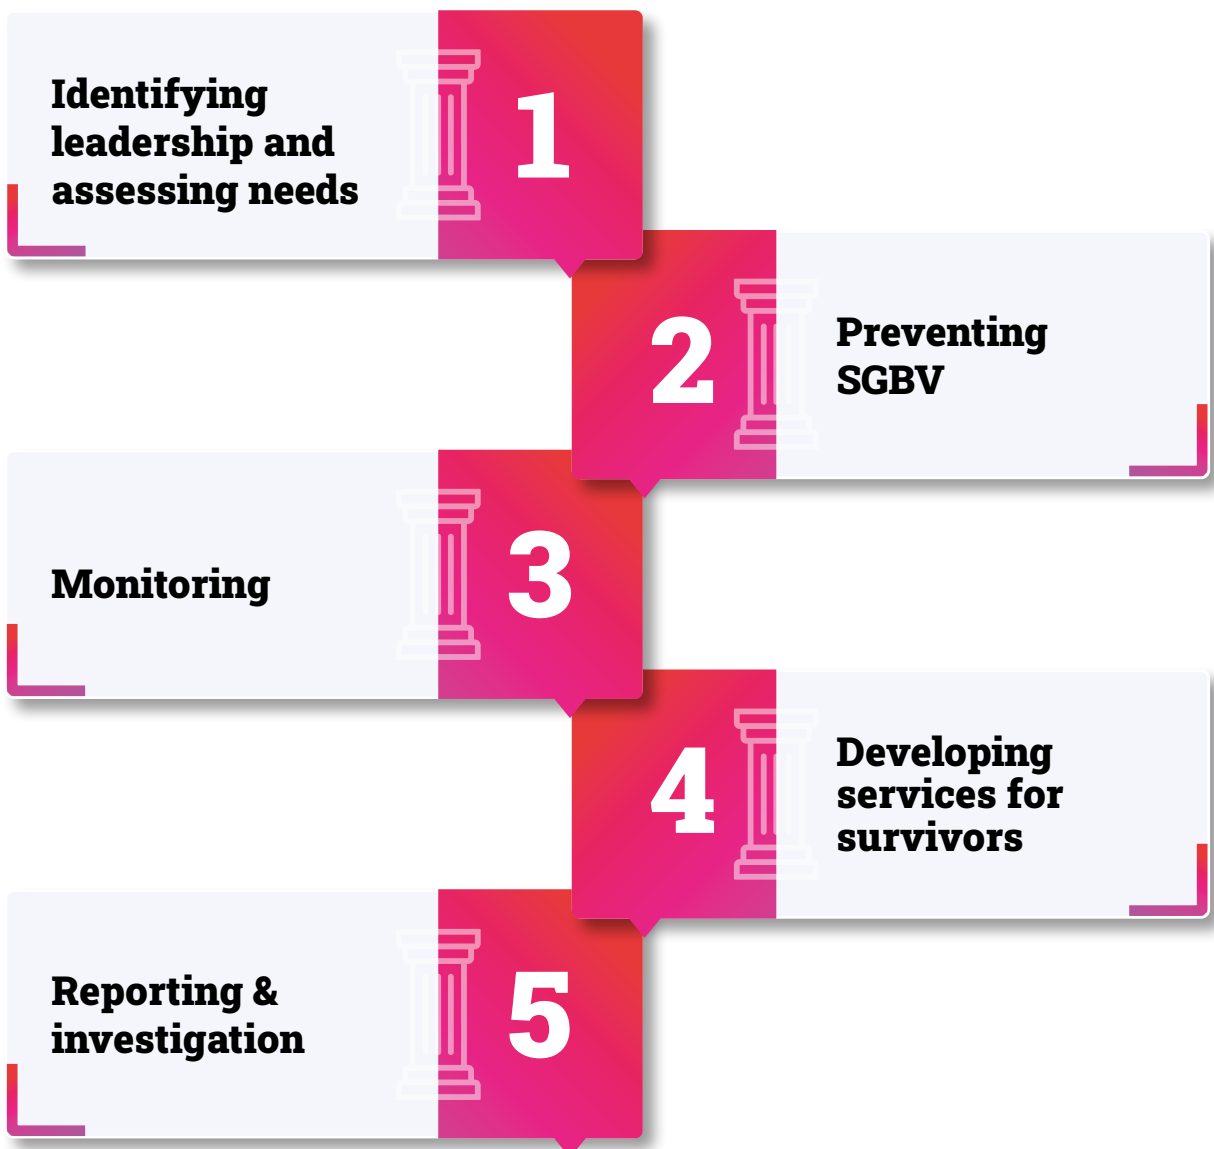 Identifying
leadership and
assessing needs
1
2
Preventing
SGBV
Monitoring
3
4
Developing
services for
survivors
Reporting &
investigation
5